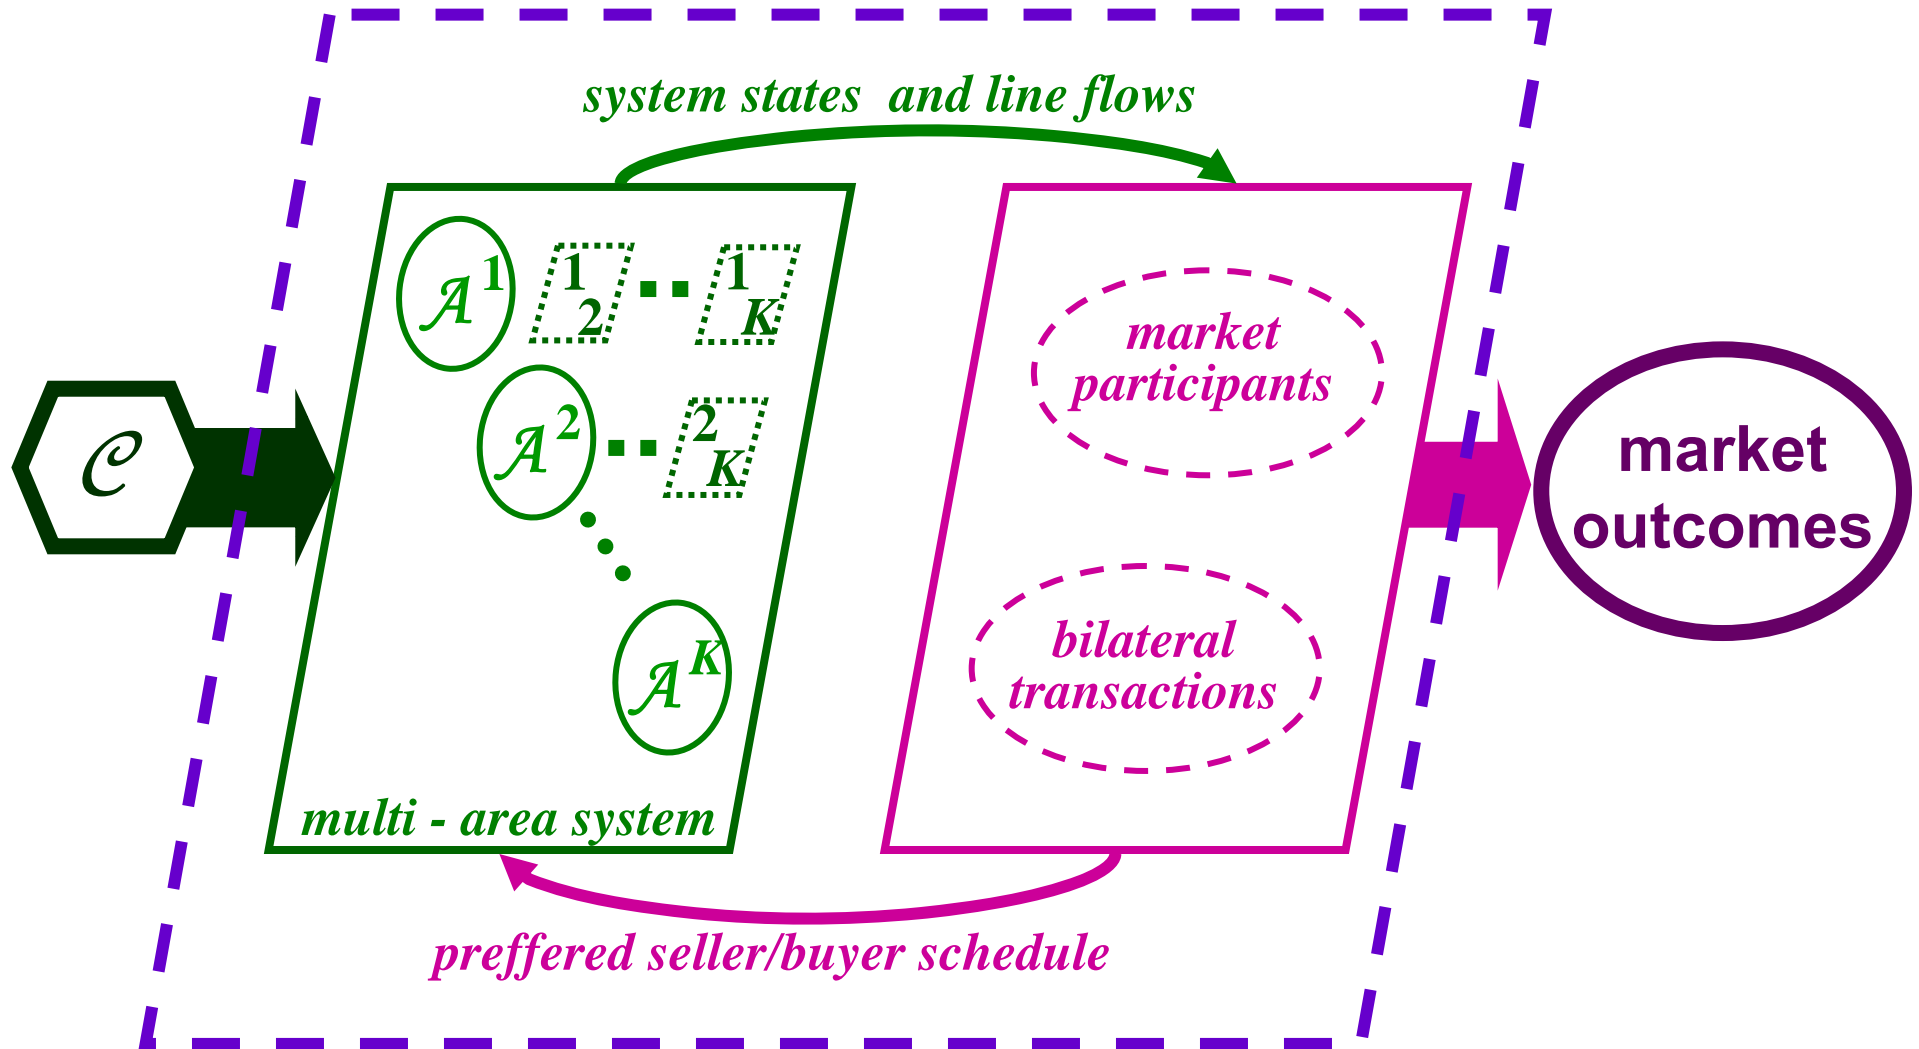 system states and line flows
𝒜 1
1
2
1
K
𝒜 2
2
K
𝒜 K
multi - area system
𝒞
market
participants
bilateral
transactions
market
outcomes
preffered seller/buyer schedule